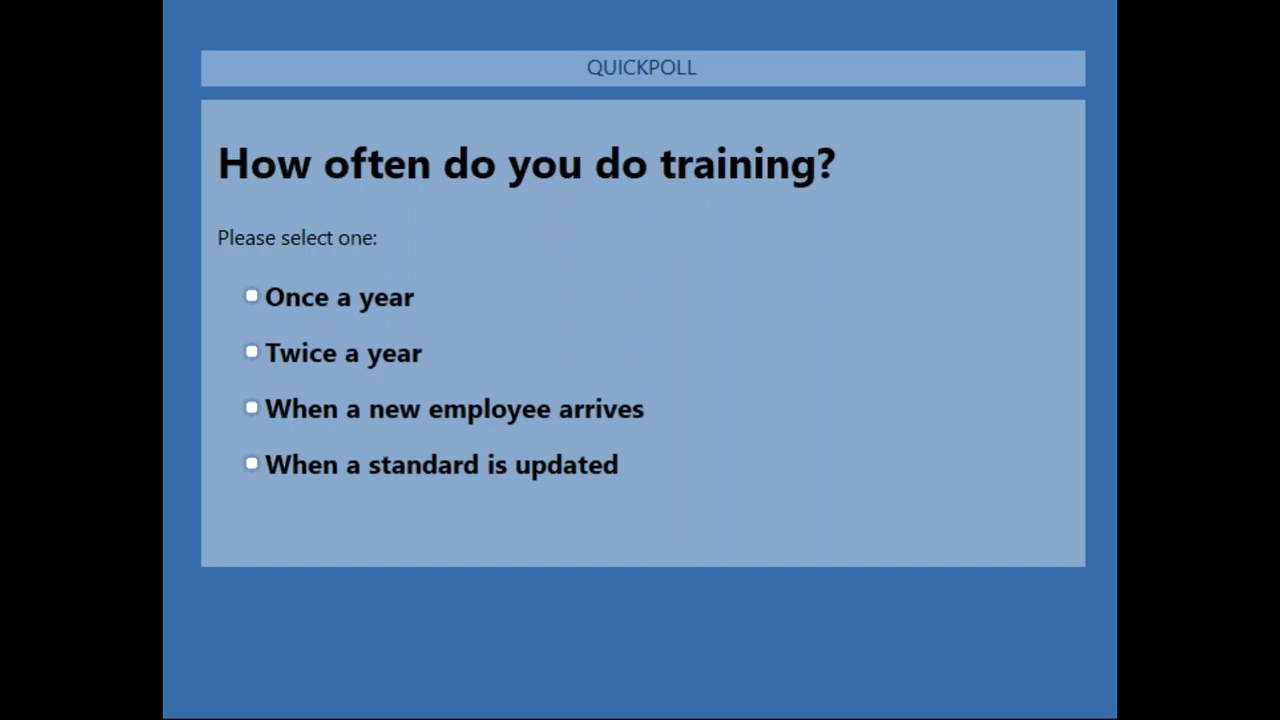 QUICKPOLL
How often do you do training?
Please select one:
Once a year
Twice a year
When a new employee arrives
When a standard is updated